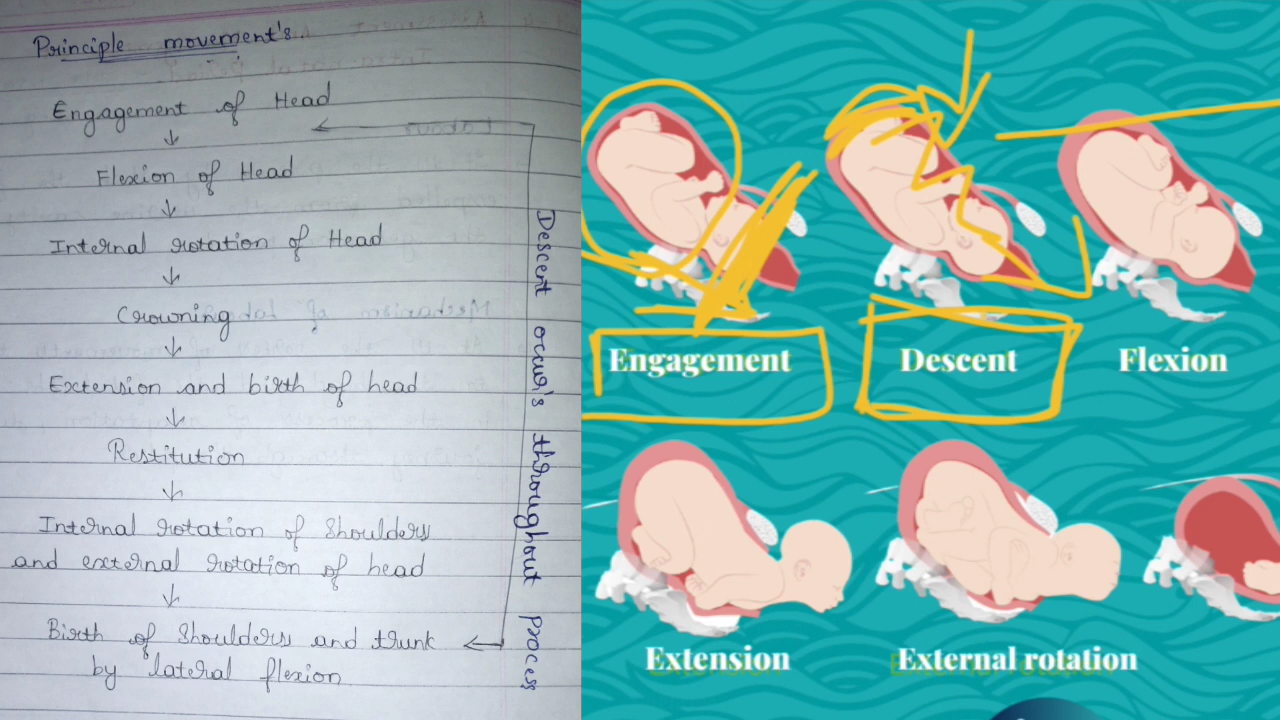 Principle movement's
Engagement of Head
Flexion of Head
Internal rotation of Head
Crowning
Extension and birth of head
Restitution
Internal rotation of Shoulders
and external rotation of head
Birth of Shoulders and trunk
by lateral flexion
Descent occur's throughout process
Engagement
Descent
Flexion
Extension
External rotation